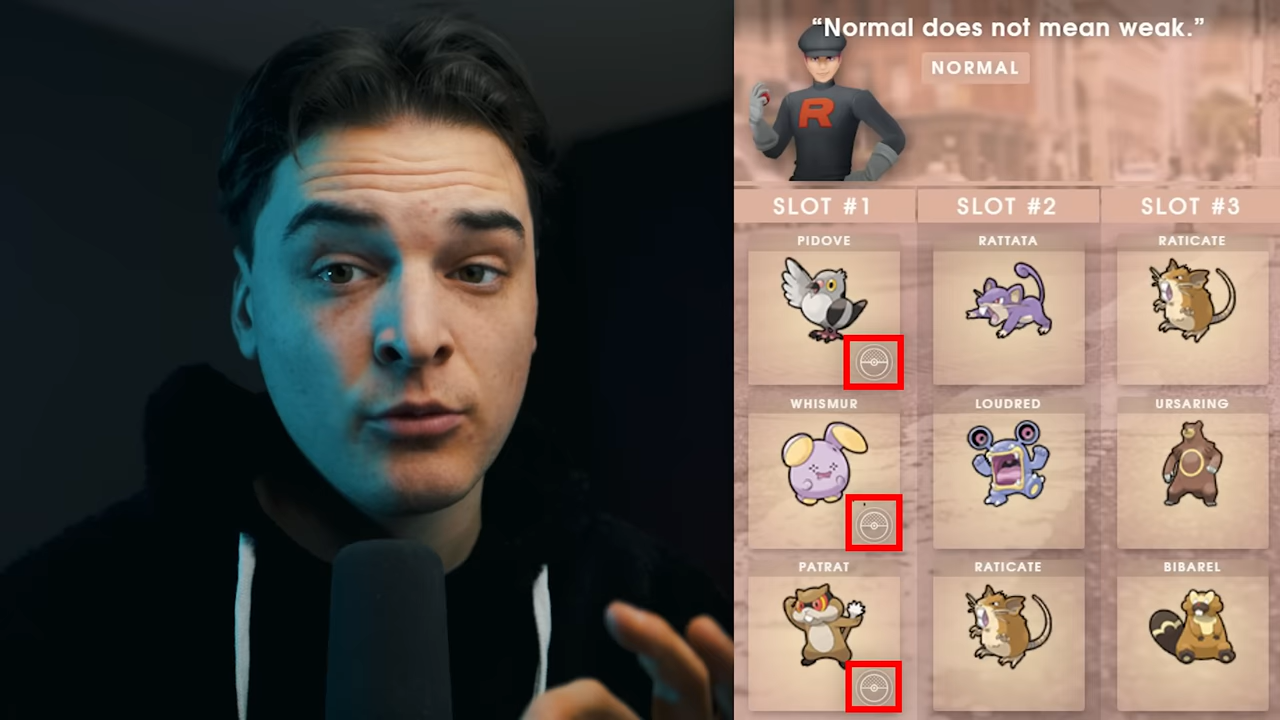 “Normal does not mean weak.”
NORMAL
R
SLOT #1
SLOT #2
SLOT #3
PIDOVE
RATTATA
RATICATE
WHISMUR
LOUDRED
URSARING
PATRAT
RATICATE
BIBAREL